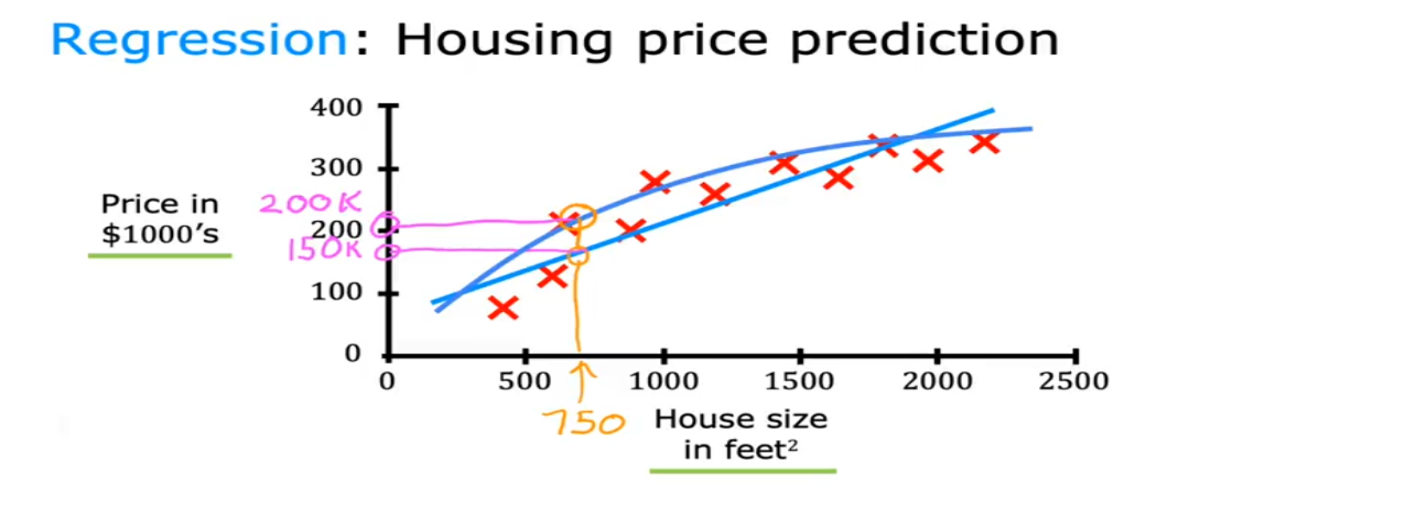 Regression: Housing price prediction
400
300
Price in
$1000's
200K
200
150K
100
0
0 500 1000 1500 2000 2500
750
House size
in feet²